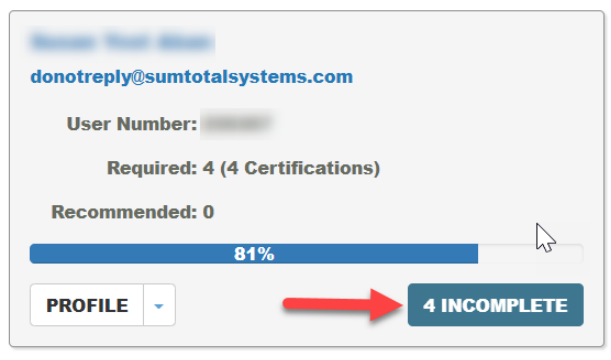 donotreply@sumtotalsystems.com
User Number:
Required: 4 (4 Certifications)
Recommended: 0
81%
PROFILE
4 INCOMPLETE